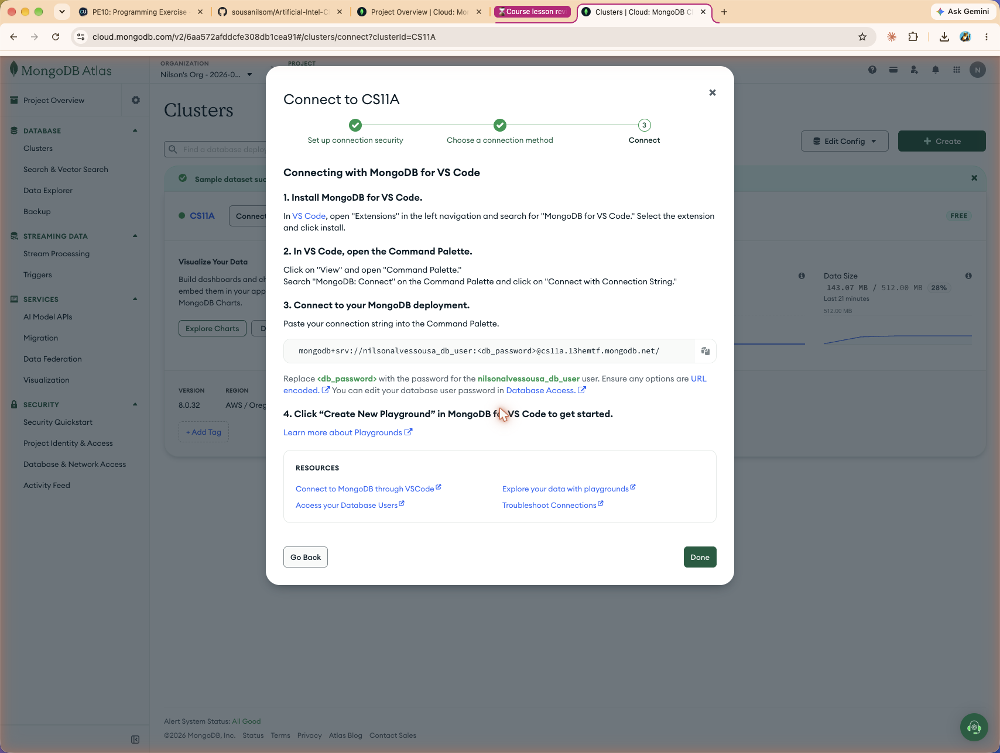 PE10: Programming Exercise
sousanilsom/Artificial-Intel-C
Project Overview | Cloud: Mo
Course lesson rev
Clusters | Cloud: MongoDB C
Ask Gemini
cloud.mongodb.com/v2/6aa572afddcfe308db1cea91#/clusters/connect?clusterId=CS11A
MongoDB Atlas
ORGANIZATION
Nilson's Org - 2026-0...
PROJECT
N
Project Overview
DATABASE
Clusters
Search & Vector Search
Data Explorer
Backup
STREAMING DATA
Stream Processing
Triggers
SERVICES
AI Model APIs
Migration
Data Federation
Visualization
SECURITY
Security Quickstart
Project Identity & Access
Database & Network Access
Activity Feed
Clusters
Find a database deplo
Edit Config
Create
Sample dataset suc
CS11A
Connect
FREE
Visualize Your Data
Build dashboards and ch
embed them in your app
MongoDB Charts.
Explore Charts
D
Data Size
143.07 MB / 512.00 MB 28%
Last 21 minutes
512.00 MB
VERSION
REGION
8.0.32
AWS / Oreg
+ Add Tag
Connect to CS11A
3
Set up connection security
Choose a connection method
Connect
Connecting with MongoDB for VS Code
1. Install MongoDB for VS Code.
In VS Code, open "Extensions" in the left navigation and search for "MongoDB for VS Code." Select the extension
and click install.
2. In VS Code, open the Command Palette.
Click on "View" and open "Command Palette."
Search "MongoDB: Connect" on the Command Palette and click on "Connect with Connection String."
3. Connect to your MongoDB deployment.
Paste your connection string into the Command Palette.
mongodb+srv://nilsonalvessousa_db_user:<db_password>@cs11a.13hemtf.mongodb.net/
Replace <db_password> with the password for the nilsonalvessousa_db_user user. Ensure any options are URL
encoded. You can edit your database user password in Database Access.
4. Click “Create New Playground” in MongoDB for VS Code to get started.
Learn more about Playgrounds
RESOURCES
Connect to MongoDB through VSCode
Explore your data with playgrounds
Access your Database Users
Troubleshoot Connections
Go Back
Done
Alert System Status: All Good
©2026 MongoDB, Inc. Status Terms Privacy Atlas Blog Contact Sales